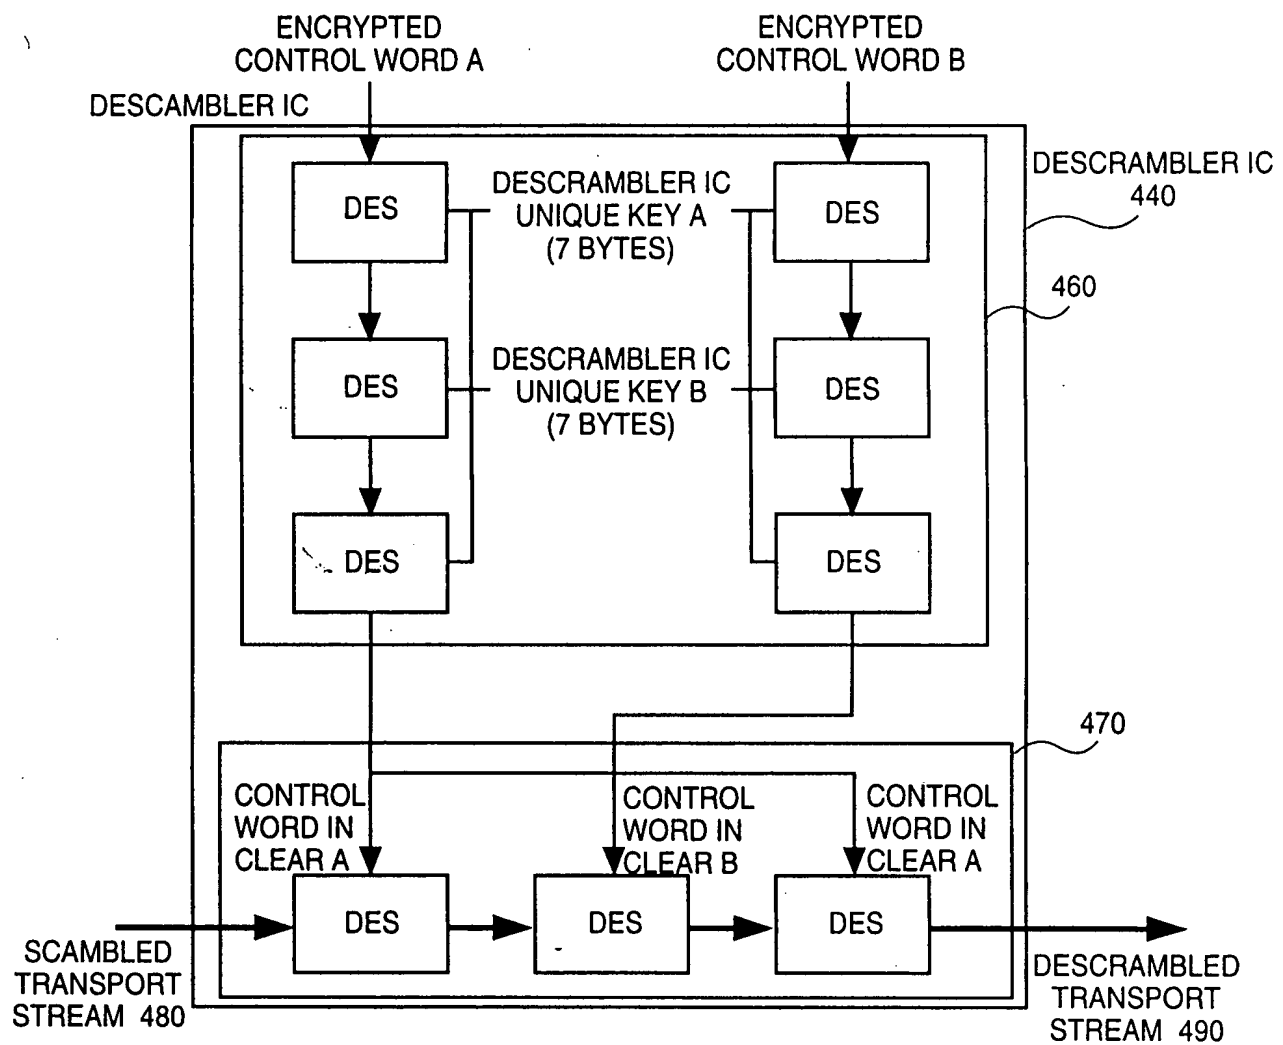 ENCRYPTED
CONTROL WORD A
ENCRYPTED
CONTROL WORD B
DESCAMBLER IC
DESCRAMBLER IC
440
DES
DESCRAMBLER IC
UNIQUE KEY A
(7 BYTES)
DES
460
DES
DESCRAMBLER IC
UNIQUE KEY B
(7 BYTES)
DES
DES
DES
470
CONTROL
WORD IN
CLEAR A
CONTROL
WORD IN
CLEAR B
CONTROL
WORD IN
CLEAR A
DES
DES
DES
SCAMBLED
TRANSPORT
STREAM 480
DESCRAMBLED
TRANSPORT
STREAM 490